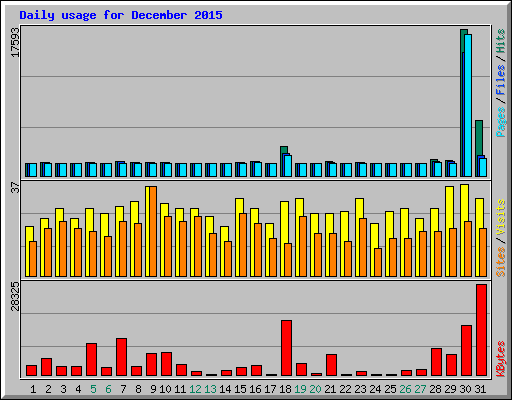 Daily usage for December 2015
17593
Pages / Files / Hits
37
Sites / Visits
28325
KBytes
1 2 3 4 5 6 7 8 9 10 11 12 13 14 15 16 17 18 19 20 21 22 23 24 25 26 27 28 29 30 31